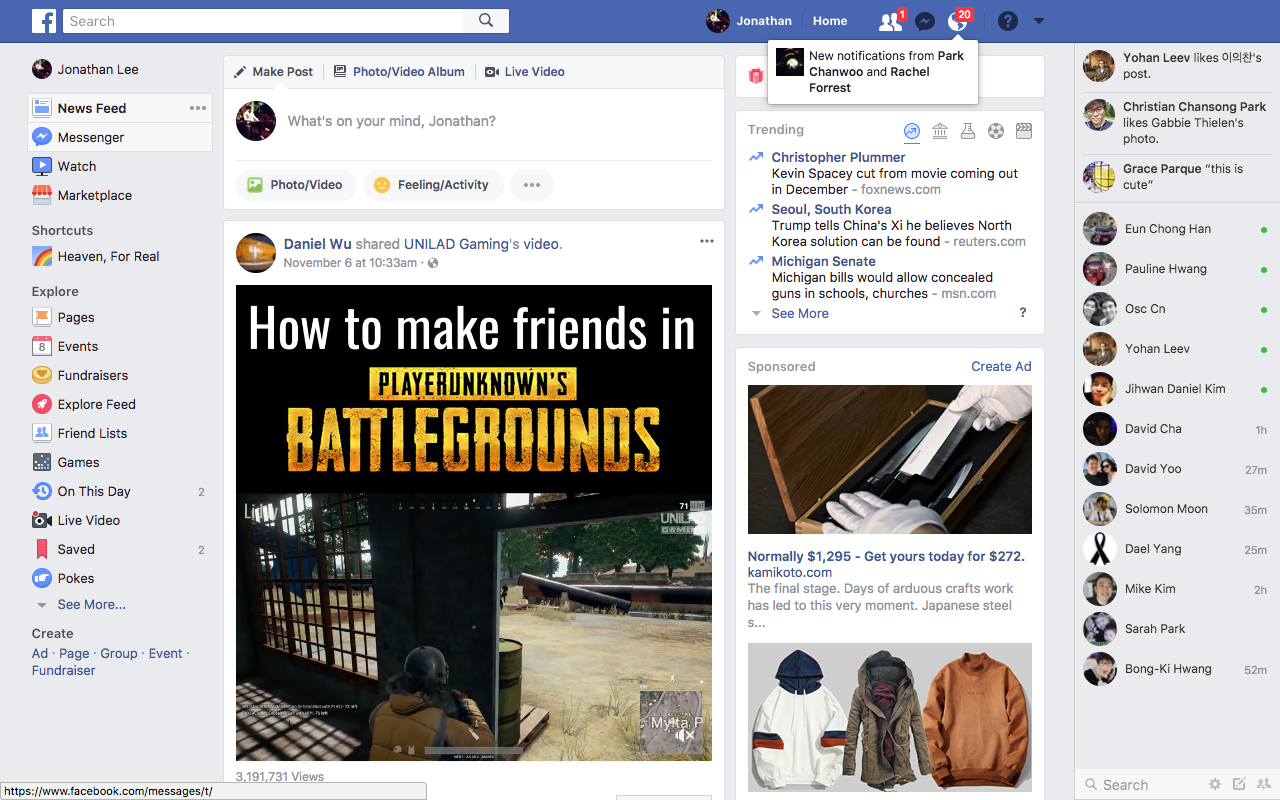 Search
Jonathan
Home
1
20
New notifications from Park
Chanwoo and Rachel
Forrest
Jonathan Lee
News Feed
Messenger
Watch
Marketplace
Shortcuts
Heaven, For Real
Explore
Pages
8
Events
Fundraisers
Explore Feed
Friend Lists
Games
On This Day 2
Live Video
Saved 2
Pokes
See More...
Create
Ad · Page · Group · Event ·
Fundraiser
Make Post
Photo/Video Album
Live Video
What's on your mind, Jonathan?
Photo/Video
Feeling/Activity
Daniel Wu shared UNILAD Gaming's video.
November 6 at 10:33am ·
How to make friends in
PLAYERUNKNOWN'S
BATTLEGROUNDS
71
UNILAD
GAMING
3,191,731 Views
Trending
Christopher Plummer
Kevin Spacey cut from movie coming out
in December - foxnews.com
Seoul, South Korea
Trump tells China's Xi he believes North
Korea solution can be found - reuters.com
Michigan Senate
Michigan bills would allow concealed
guns in schools, churches - msn.com
See More
?
Sponsored
Create Ad
Normally $1,295 - Get yours today for $272.
kamikoto.com
The final stage. Days of arduous crafts work
has led to this very moment. Japanese steel
s...
Yohan Leev likes 이의찬's
post.
Christian Chansong Park
likes Gabbie Thielen's
photo.
Grace Parque “this is
cute”
Eun Chong Han
Pauline Hwang
Osc Cn
Yohan Leev
Jihwan Daniel Kim
David Cha 1h
David Yoo 27m
Solomon Moon 35m
Dael Yang 25m
Mike Kim 2h
Sarah Park
Bong-Ki Hwang 52m
Search
https://www.facebook.com/messages/t/